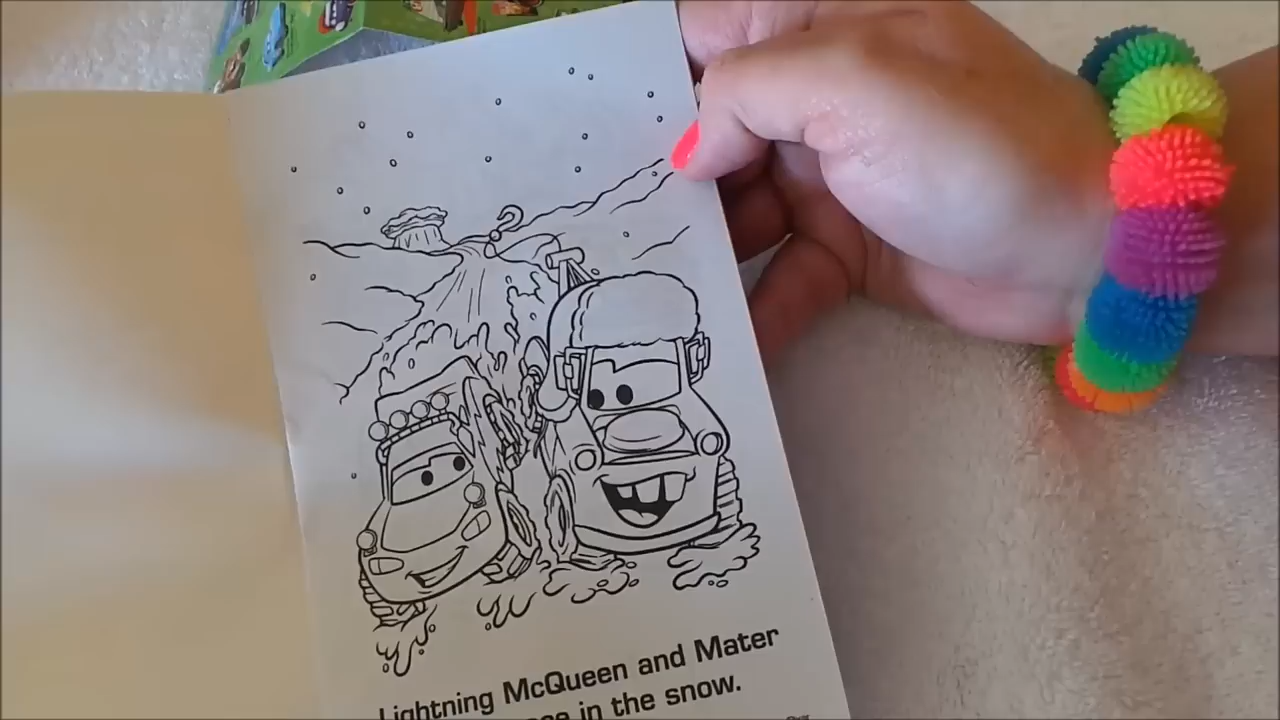 Lightning McQueen and Mater
in the snow.